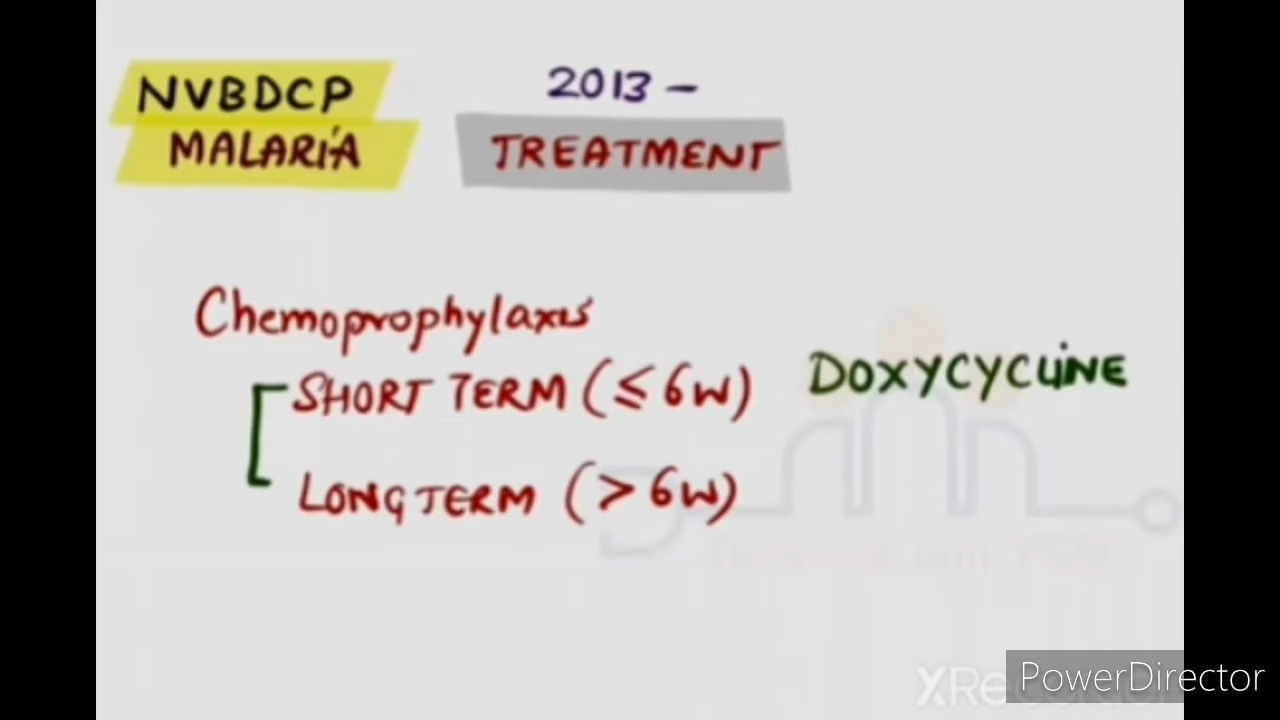 NVBDCP 2013 -
MALARIA TREATMENT
Chemoprophylaxis
SHORT TERM (≤ 6W) DOXYCYCLINE
LONG TERM (> 6W)
PowerDirector